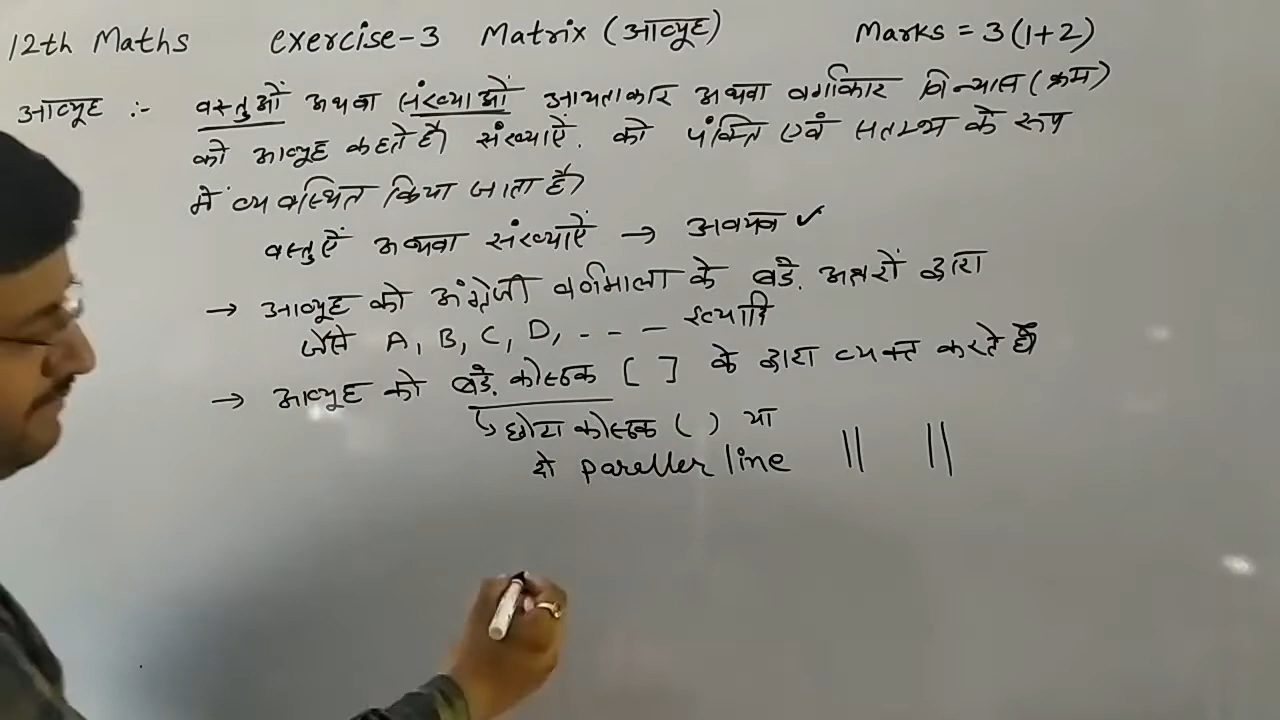 12th Maths exercise-3 Matrix (आव्यूह) Marks = 3 (1+2)
आव्यूह :- वस्तुओं अथवा संख्याओं आयताकार अथवा वर्गाकार विन्यास (क्रम)
को आव्यूह कहते है। संख्याऐं. को पंक्ति एवं सतम्भ के रूप
में व्यवस्थित किया जाता है।
वस्तुऐं अथवा संख्याऐं → अवयव ✓
→ आव्यूह को अंग्रेजी वर्णमाला के बडे. अक्षरों द्वारा
जैसे A, B, C, D, - - - इत्यादि
→ आव्यूह को बडे. कोष्ठक [ ] के द्वारा व्यक्त करते है।
↳ छोटा कोष्ठक ( ) या
दो pareller line || ||